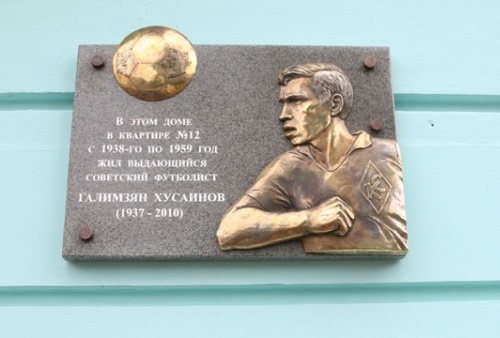 В ЭТОМ ДОМЕ
В КВАРТИРЕ №12
С 1938-ГО ПО 1959 ГОД
ЖИЛ ВЫДАЮЩИЙСЯ
СОВЕТСКИЙ ФУТБОЛИСТ
ГАЛИМЗЯН ХУСАИНОВ
(1937 - 2010)